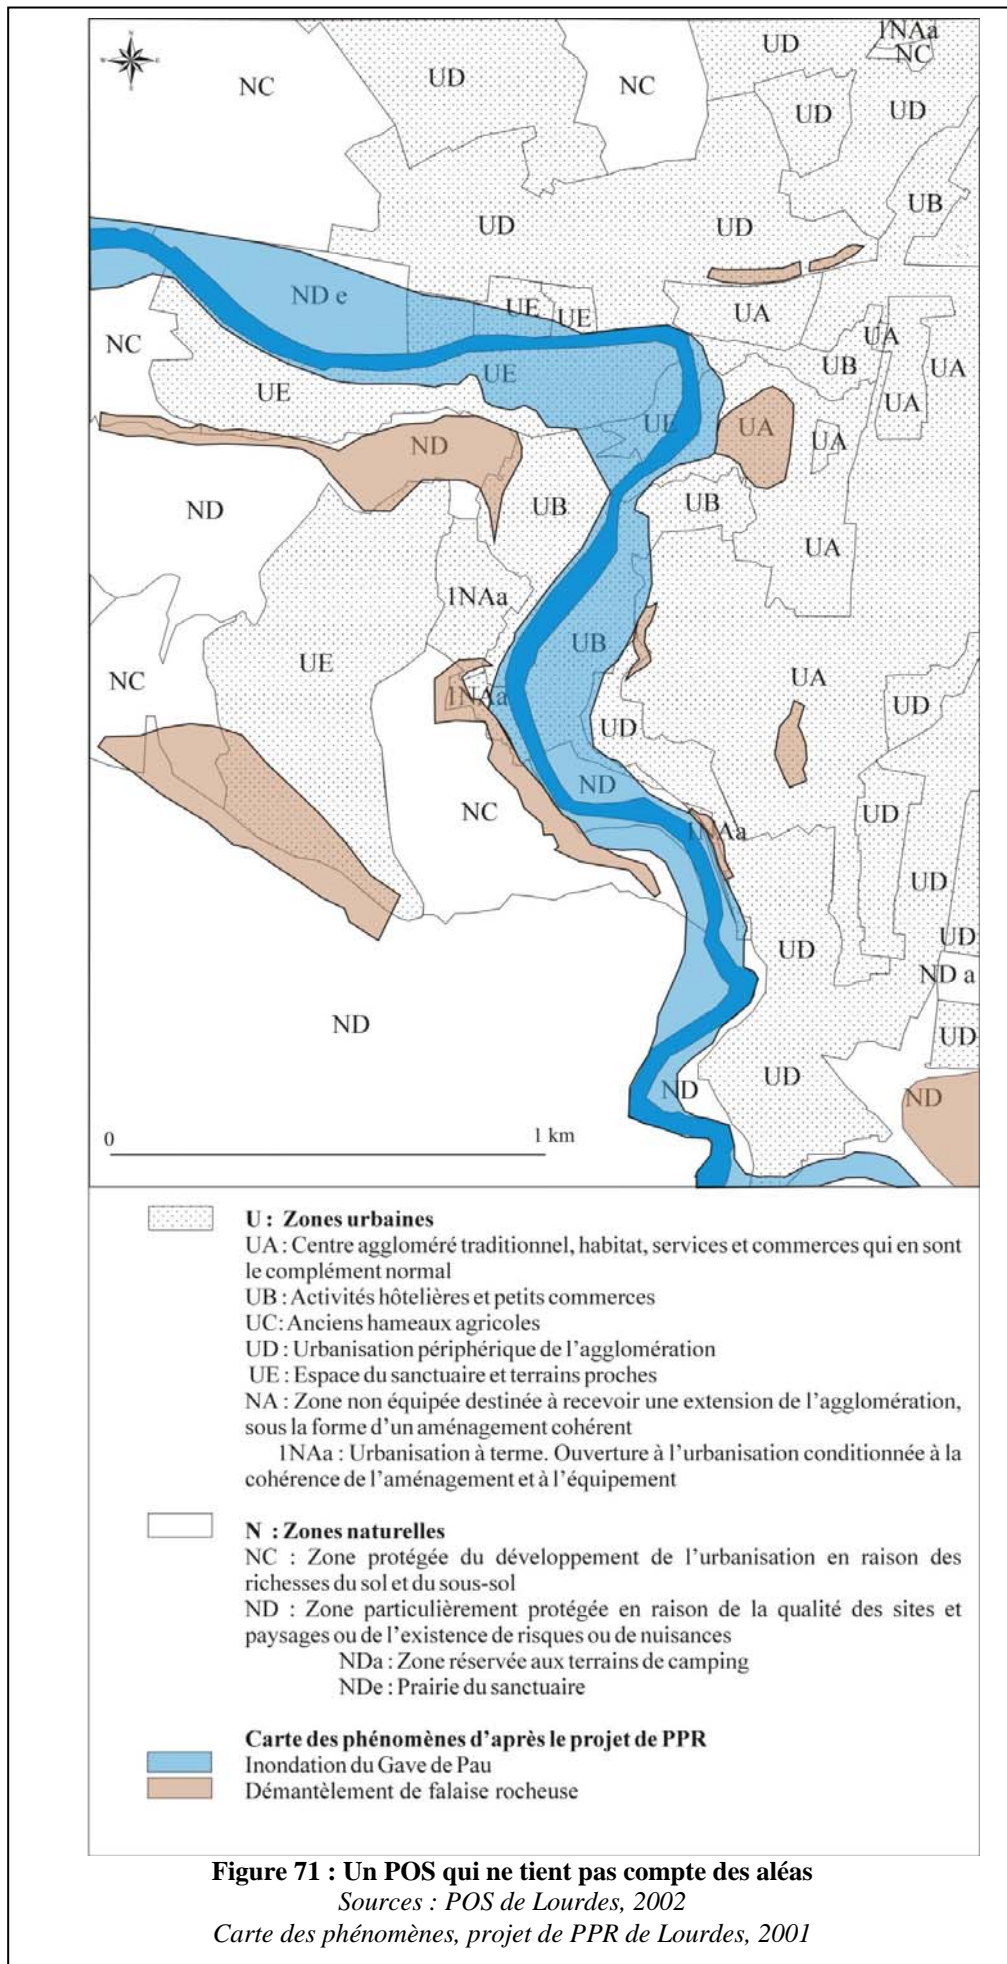 1NAa
UD
NC
UD
NC
NC
UD
UD
UB
UD
UD
ND e
UE
UE
UA
UA
NC
UB
UA
UE
UE
UA
UE
UA
UA
ND
ND
UB
UB
UA
1NAa
UB
UE
NC
UA
1NAa
UD
UD
ND
NC
1NAa
UD
UD
UD
UD
ND a
ND
UD
UD
ND
ND
0
1 km
U : Zones urbaines
UA : Centre aggloméré traditionnel, habitat, services et commerces qui en sont
le complément normal
UB : Activités hôtelières et petits commerces
UC: Anciens hameaux agricoles
UD : Urbanisation périphérique de l'agglomération
UE : Espace du sanctuaire et terrains proches
NA : Zone non équipée destinée à recevoir une extension de l'agglomération,
sous la forme d'un aménagement cohérent
1NAa : Urbanisation à terme. Ouverture à l'urbanisation conditionnée à la
cohérence de l'aménagement et à l'équipement
N : Zones naturelles
NC : Zone protégée du développement de l'urbanisation en raison des
richesses du sol et du sous-sol
ND : Zone particulièrement protégée en raison de la qualité des sites et
paysages ou de l'existence de risques ou de nuisances
NDa : Zone réservée aux terrains de camping
NDe : Prairie du sanctuaire
Carte des phénomènes d'après le projet de PPR
Inondation du Gave de Pau
Démantèlement de falaise rocheuse
Figure 71 : Un POS qui ne tient pas compte des aléas
Sources : POS de Lourdes, 2002
Carte des phénomènes, projet de PPR de Lourdes, 2001